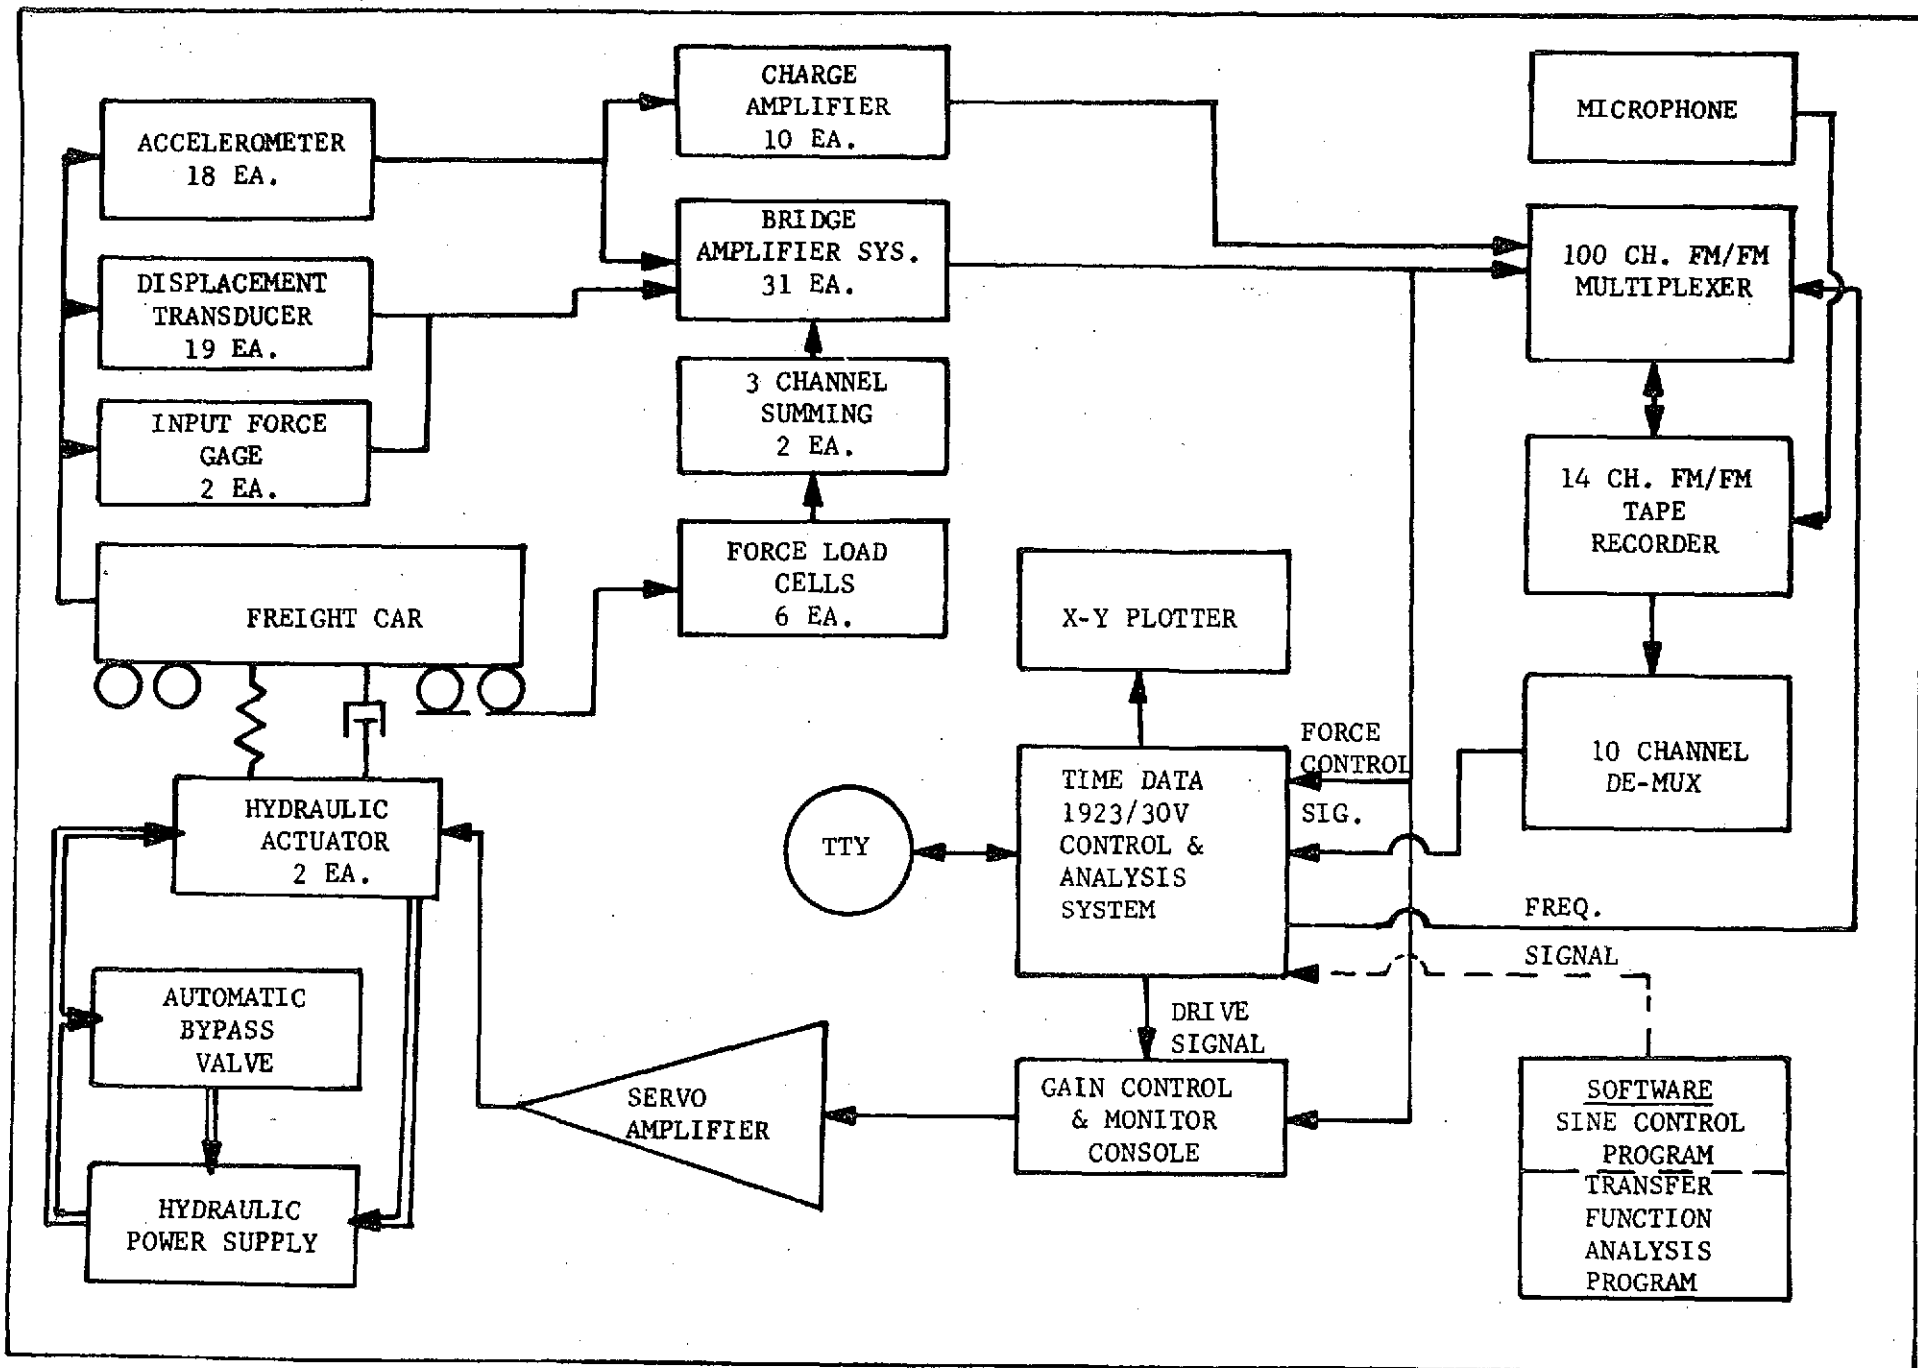 CHARGE
AMPLIFIER
10 EA.
MICROPHONE
ACCELEROMETER
18 EA.
BRIDGE
AMPLIFIER SYS.
31 EA.
100 CH. FM/FM
MULTIPLEXER
DISPLACEMENT
TRANSDUCER
19 EA.
3 CHANNEL
SUMMING
2 EA.
INPUT FORCE
GAGE
2 EA.
14 CH. FM/FM
TAPE
RECORDER
FORCE LOAD
CELLS
6 EA.
FREIGHT CAR
X-Y PLOTTER
FORCE
CONTROL
SIG.
10 CHANNEL
DE-MUX
TIME DATA
1923/30V
CONTROL &
ANALYSIS
SYSTEM
HYDRAULIC
ACTUATOR
2 EA.
TTY
FREQ.
SIGNAL
AUTOMATIC
BYPASS
VALVE
DRIVE
SIGNAL
GAIN CONTROL
& MONITOR
CONSOLE
SERVO
AMPLIFIER
SOFTWARE
SINE CONTROL
PROGRAM
TRANSFER
FUNCTION
ANALYSIS
PROGRAM
HYDRAULIC
POWER SUPPLY